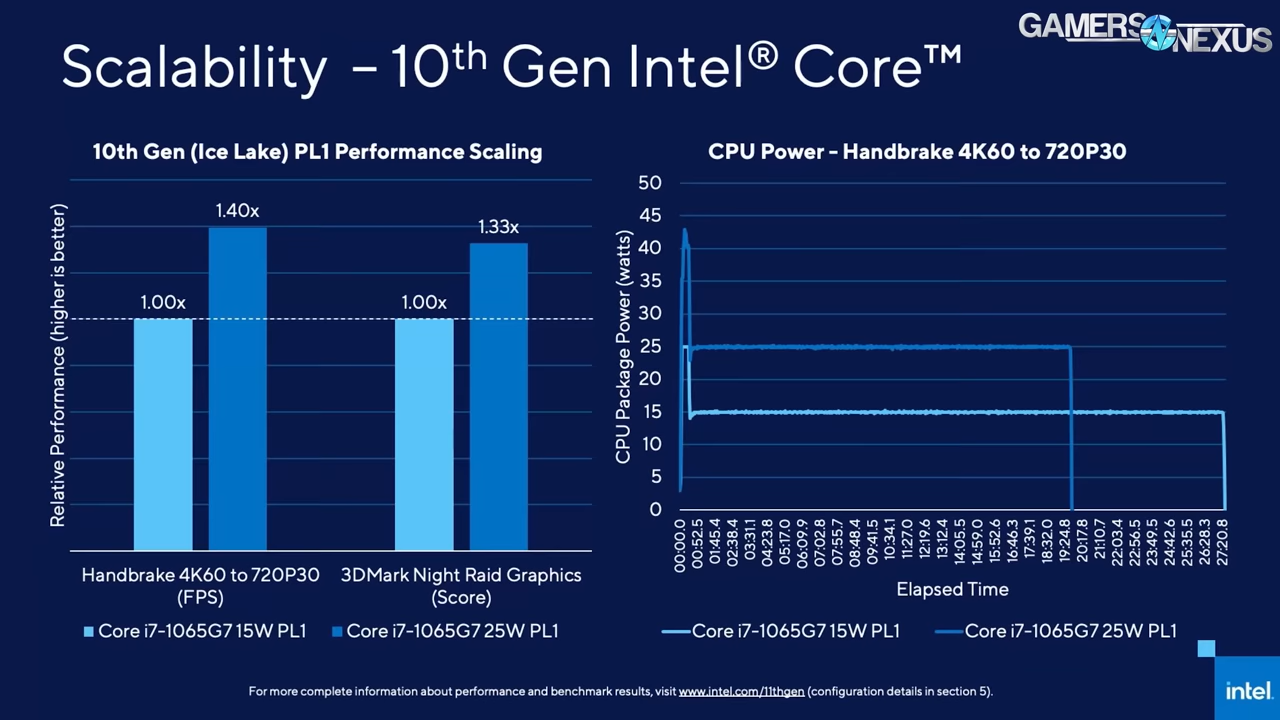 GAMERS NEXUS
Scalability – 10th Gen Intel® Core™
10th Gen (Ice Lake) PL1 Performance Scaling
Relative Performance (higher is better)
1.00x
1.40x
1.00x
1.33x
Handbrake 4K60 to 720P30
(FPS)
3DMark Night Raid Graphics
(Score)
Core i7-1065G7 15W PL1
Core i7-1065G7 25W PL1
CPU Power - Handbrake 4K60 to 720P30
CPU Package Power (watts)
50
45
40
35
30
25
20
15
10
5
0
00:00.0
00:52.5
01:45.4
02:38.4
03:31.1
04:23.8
05:17.0
06:09.9
07:02.8
07:55.7
08:48.4
09:41.5
10:34.1
11:27.0
12:19.6
13:12.4
14:05.5
14:59.0
15:52.6
16:46.3
17:39.1
18:32.0
19:24.8
20:17.8
21:10.7
22:03.4
22:56.5
23:49.5
24:42.6
25:35.5
26:28.3
27:20.8
Elapsed Time
Core i7-1065G7 15W PL1
Core i7-1065G7 25W PL1
For more complete information about performance and benchmark results, visit www.intel.com/11thgen (configuration details in section 5).
intel.